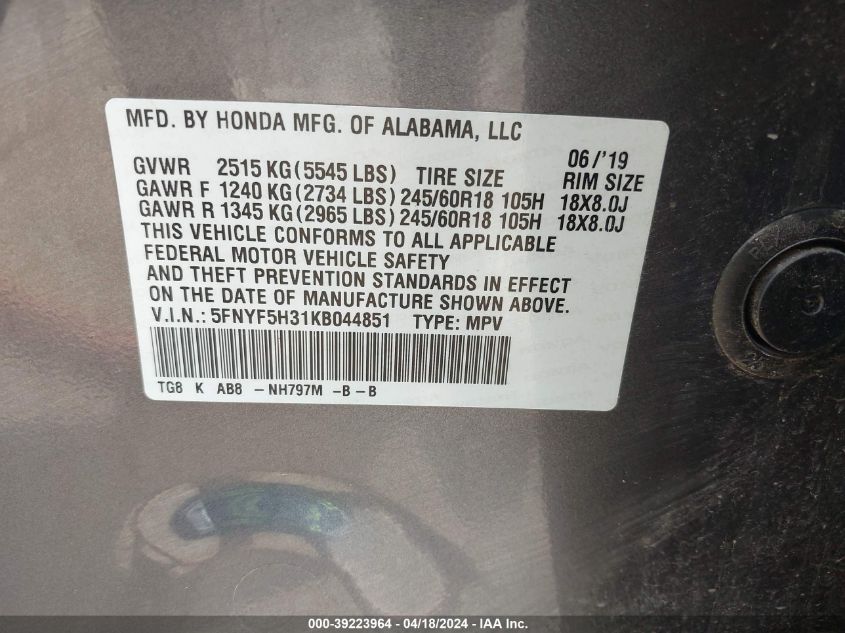 MFD. BY HONDA MFG. OF ALABAMA, LLC
06/'19
GVWR 2515 KG (5545 LBS) TIRE SIZE RIM SIZE
GAWR F 1240 KG (2734 LBS) 245/60R18 105H 18X8.0J
GAWR R 1345 KG (2965 LBS) 245/60R18 105H 18X8.0J
THIS VEHICLE CONFORMS TO ALL APPLICABLE
FEDERAL MOTOR VEHICLE SAFETY
AND THEFT PREVENTION STANDARDS IN EFFECT
ON THE DATE OF MANUFACTURE SHOWN ABOVE.
V.I.N.: 5FNYF5H31KB044851 TYPE: MPV
TG8 K AB8 -NH797M -B-B
000-39223964 - 04/18/2024 - IAA Inc.